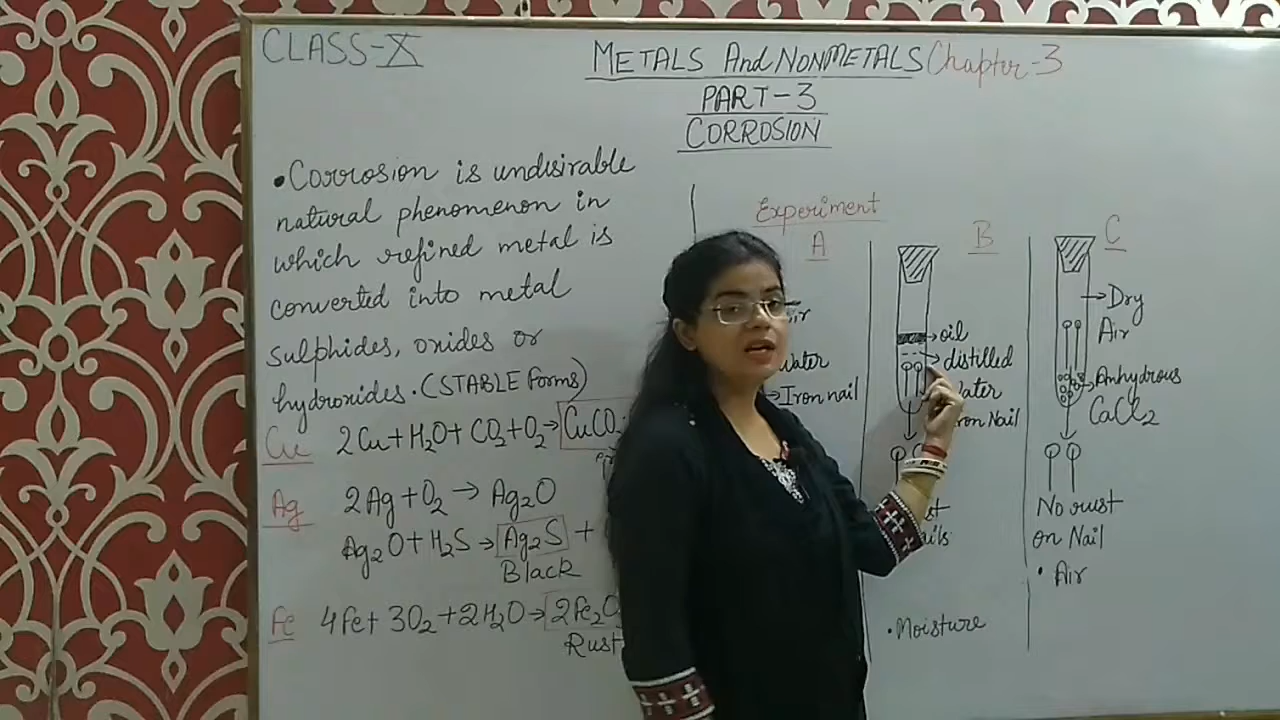 CLASS-X
METALS And NONMETALS Chapter-3
PART-3
CORROSION
• Corrosion is undisirable
natural phenomenon in
which refined metal is
converted into metal
sulphides, oxides or
hydroxides. (STABLE forms)
Cu 2Cu+H2O+CO2+O2→CuCO
Ag 2Ag+O2→Ag2O
Ag2O+H2S→Ag2S +
Black
Fe 4Fe+3O2+2H2O→2Fe2O
Rust
Experiment
A
Water
→Iron nail
B
→oil
→distilled
Nail
•Moisture
C
→Dry
Air
→Anhydrous
CaCl2
No rust
on Nail
• Air